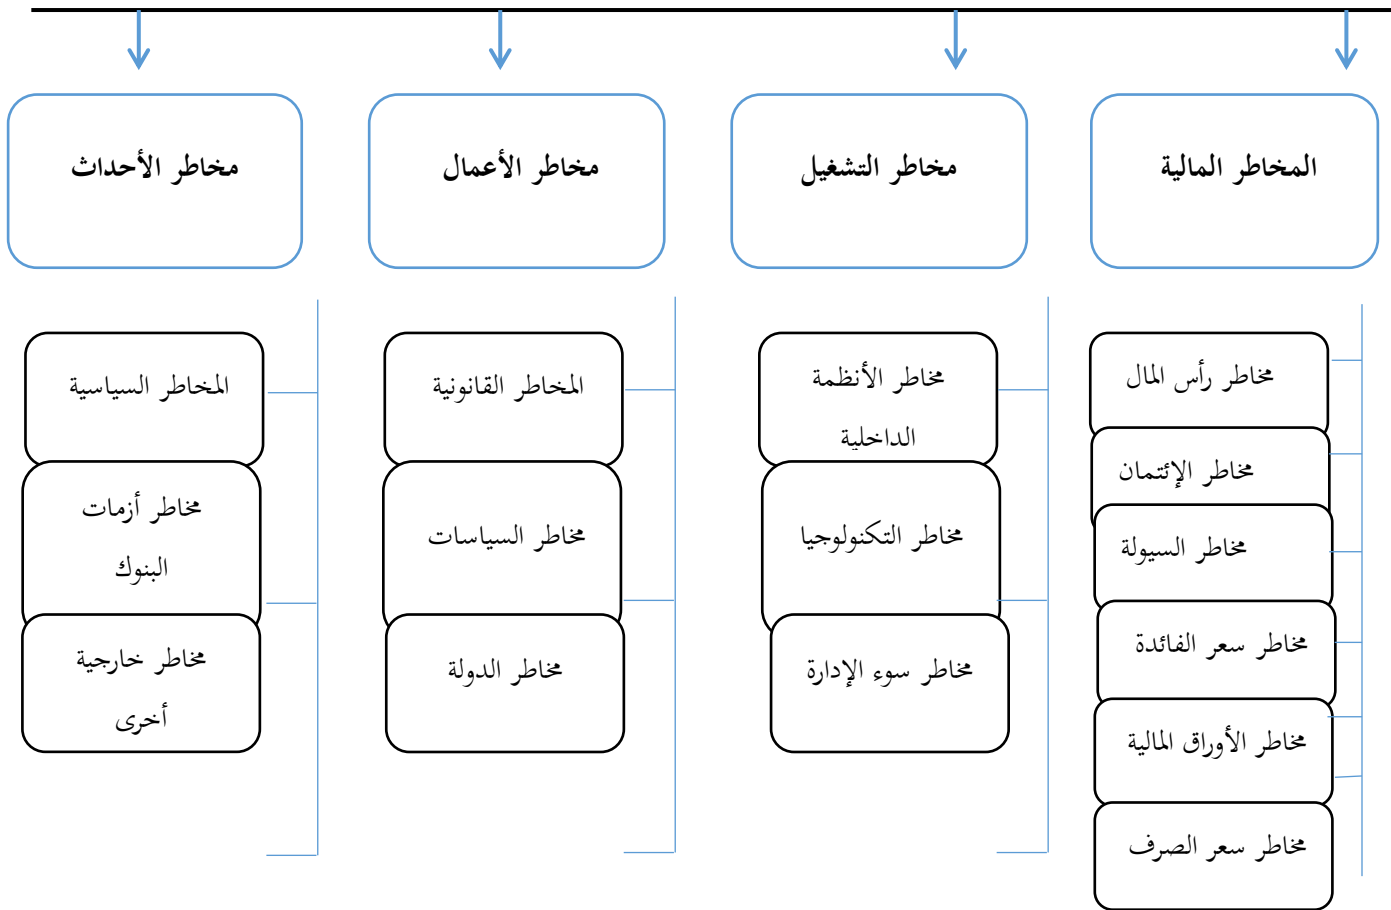 المخاطر المالية
مخاطر التشغيل
مخاطر الأعمال
مخاطر الأحداث
مخاطر رأس المال
مخاطر الإئتمان
مخاطر السيولة
مخاطر سعر الفائدة
مخاطر الأوراق المالية
مخاطر سعر الصرف
مخاطر الأنظمة
الداخلية
مخاطر التكنولوجيا
مخاطر سوء الإدارة
المخاطر القانونية
مخاطر السياسات
مخاطر الدولة
المخاطر السياسية
مخاطر أزمات
البنوك
مخاطر خارجية
أخرى